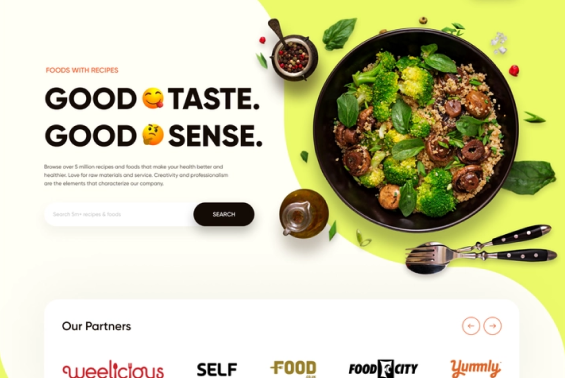 FOODS WITH RECIPES
GOOD 😋 TASTE.
GOOD 🤔 SENSE.
Browse over 5 million recipes and foods that make your health better and
healthier. Love for raw materials and service. Creativity and professionalism
are the elements that characterize our company.
Search 5m+ recipes & foods
SEARCH
Our Partners
weelicious
SELF
FOOD
FOOD CITY
Yummly